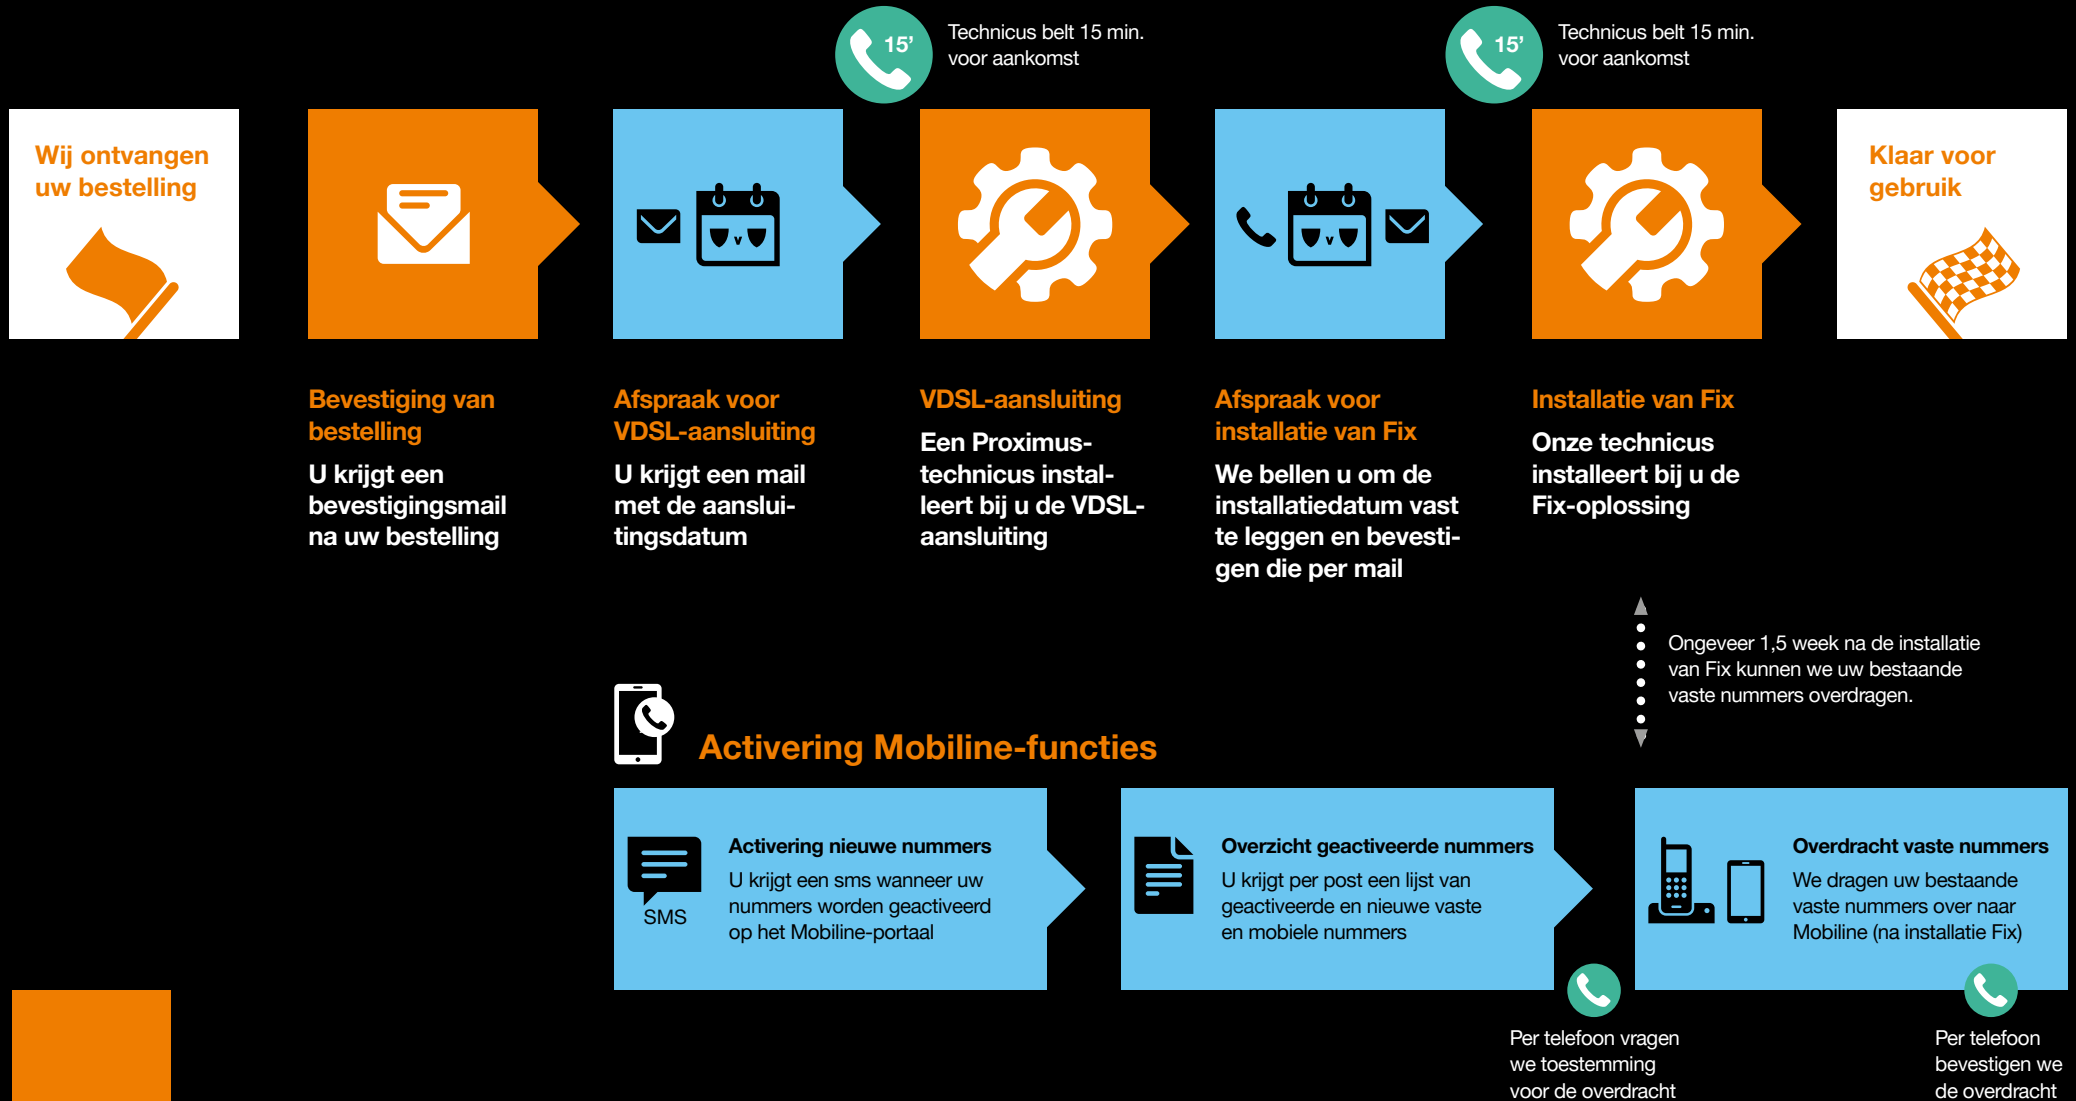 15'
Technicus belt 15 min.
voor aankomst
15'
Technicus belt 15 min.
voor aankomst
Wij ontvangen
uw bestelling
Klaar voor
gebruik
v
v
Bevestiging van
bestelling
U krijgt een
bevestigingsmail
na uw bestelling
Afspraak voor
VDSL-aansluiting
U krijgt een mail
met de aanslui-
tingsdatum
VDSL-aansluiting
Een Proximus-
technicus instal-
leert bij u de VDSL-
aansluiting
Afspraak voor
installatie van Fix
We bellen u om de
installatiedatum vast
te leggen en bevesti-
gen die per mail
Installatie van Fix
Onze technicus
installeert bij u de
Fix-oplossing
Ongeveer 1,5 week na de installatie
van Fix kunnen we uw bestaande
vaste nummers overdragen.
Activering Mobiline-functies
SMS
Activering nieuwe nummers
U krijgt een sms wanneer uw
nummers worden geactiveerd
op het Mobiline-portaal
Overzicht geactiveerde nummers
U krijgt per post een lijst van
geactiveerde en nieuwe vaste
en mobiele nummers
Overdracht vaste nummers
We dragen uw bestaande
vaste nummers over naar
Mobiline (na installatie Fix)
Per telefoon vragen
we toestemming
voor de overdracht
Per telefoon
bevestigen we
de overdracht